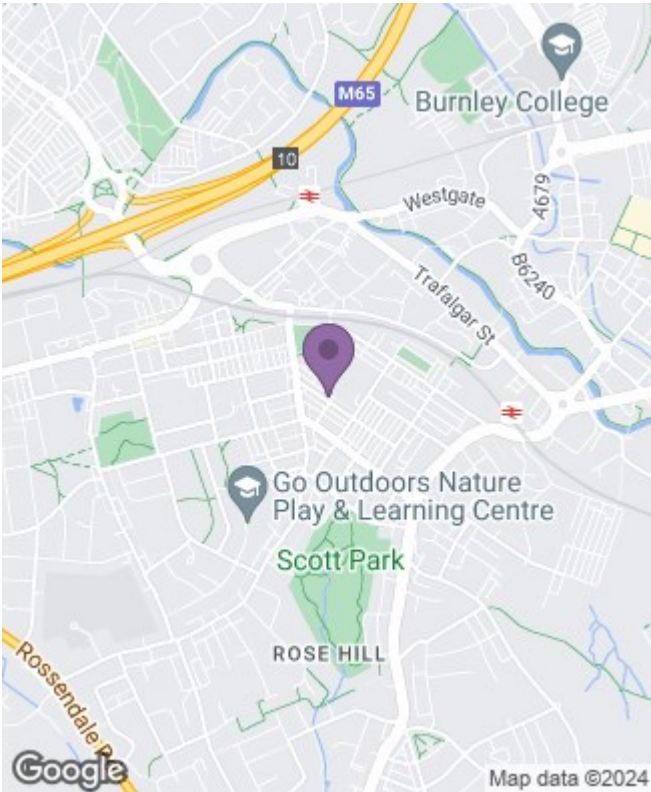 M65
Burnley College
10
A679
Westgate
B6240
Trafalgar St
Go Outdoors Nature
Play & Learning Centre
Scott Park
ROSE HILL
Rossendale R
Google
Map data ©2024